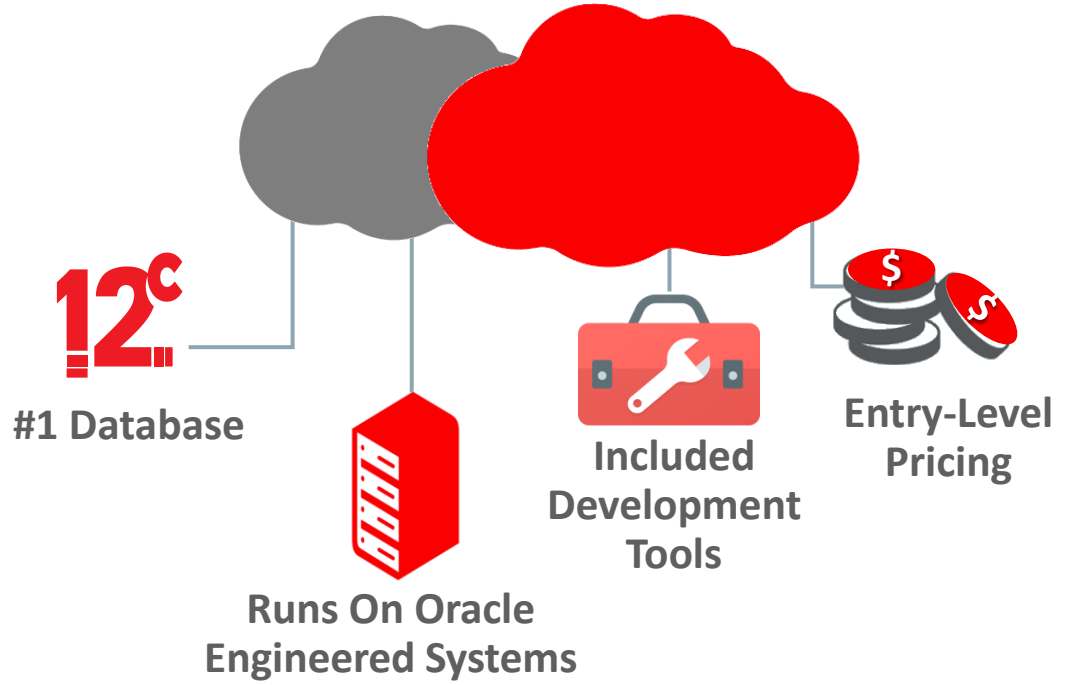 12c
#1 Database
Runs On Oracle
Engineered Systems
Included
Development
Tools
$
$
Entry-Level
Pricing